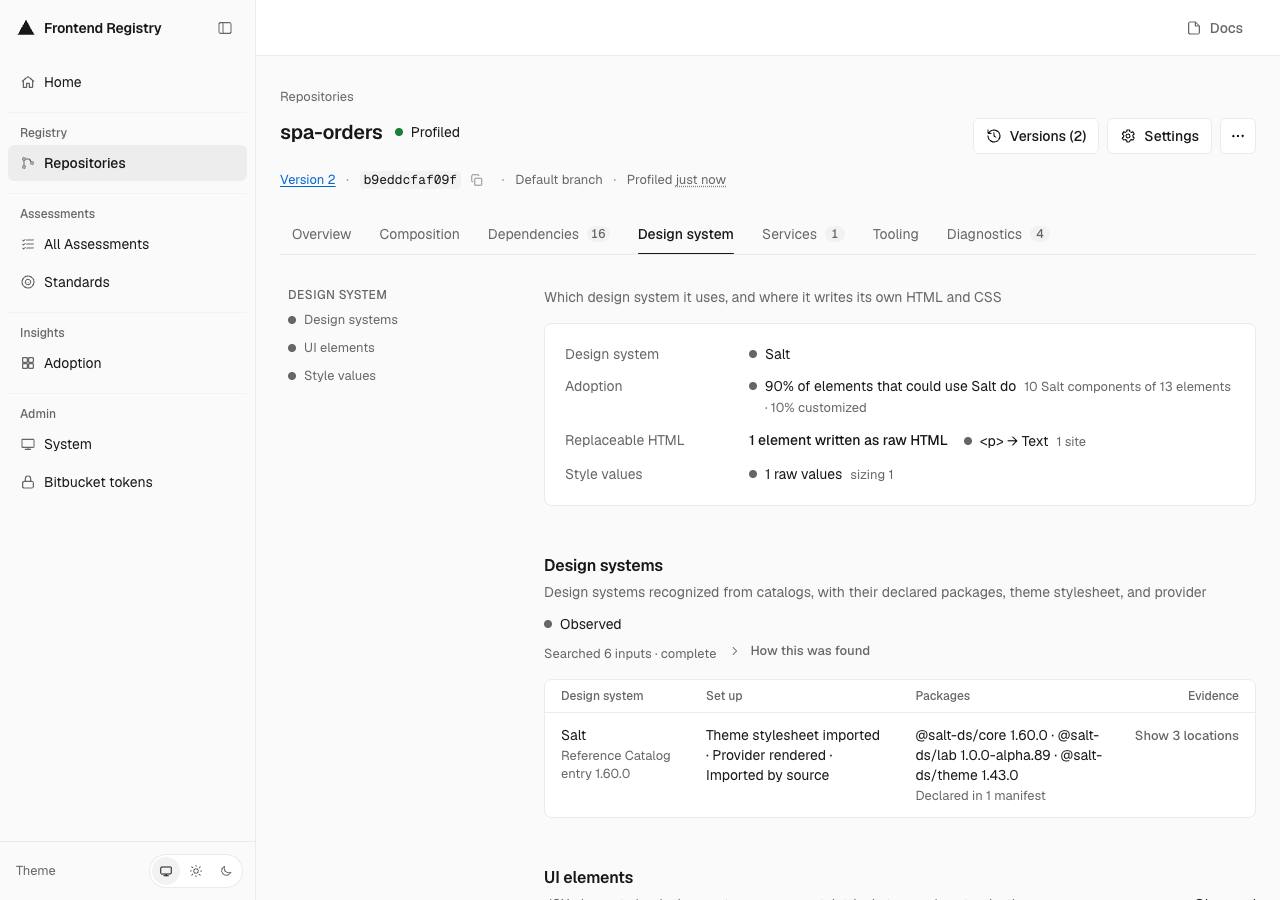 Frontend Registry
Docs
Home
Registry
Repositories
Assessments
All Assessments
Standards
Insights
Adoption
Admin
System
Bitbucket tokens
Theme
Repositories
spa-orders
Profiled
Versions (2)
Settings
Version 2 · b9eddcfaf09f · Default branch · Profiled just now
Overview
Composition
Dependencies 16
Design system
Services 1
Tooling
Diagnostics 4
DESIGN SYSTEM
Design systems
UI elements
Style values
Which design system it uses, and where it writes its own HTML and CSS
Design system
Salt
Adoption
90% of elements that could use Salt do 10 Salt components of 13 elements
· 10% customized
Replaceable HTML
1 element written as raw HTML <p> → Text 1 site
Style values
1 raw values sizing 1
Design systems
Design systems recognized from catalogs, with their declared packages, theme stylesheet, and provider
Observed
Searched 6 inputs · complete
How this was found
Design system
Set up
Packages
Evidence
Salt
Reference Catalog
entry 1.60.0
Theme stylesheet imported
· Provider rendered ·
Imported by source
@salt-ds/core 1.60.0 · @salt-
ds/lab 1.0.0-alpha.89 · @salt-
ds/theme 1.43.0
Declared in 1 manifest
Show 3 locations
UI elements